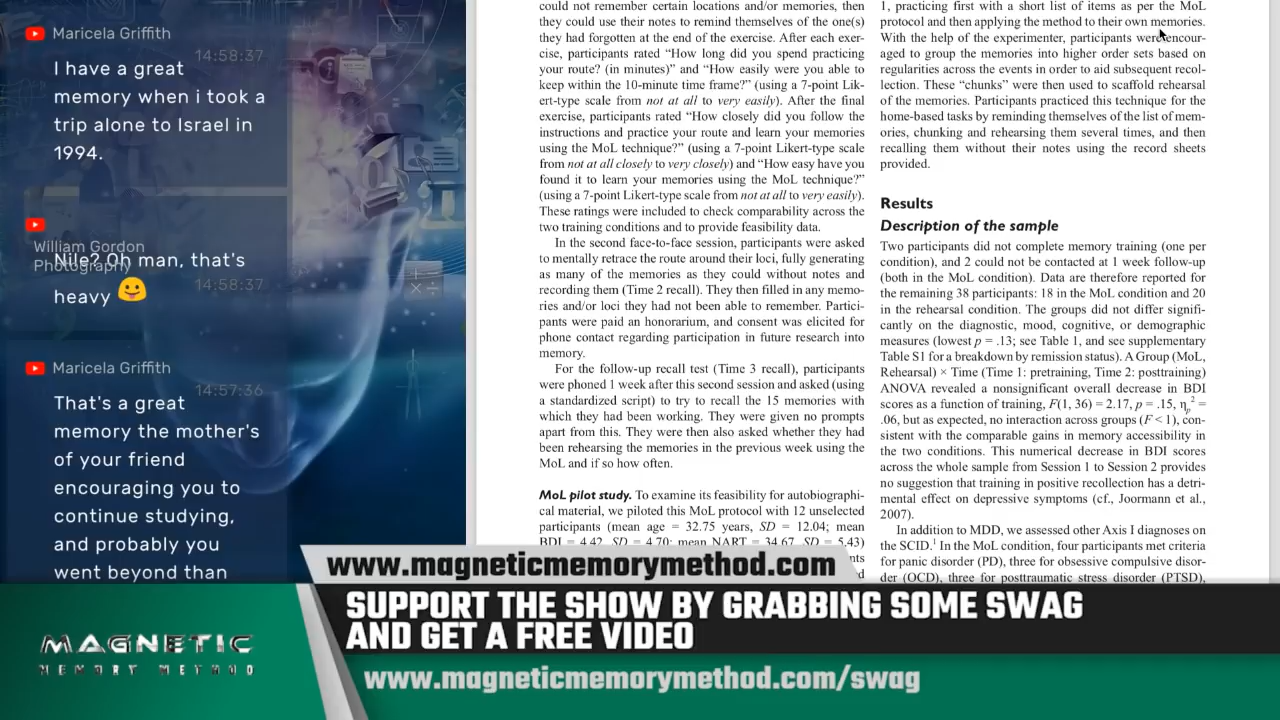 Maricela Griffith
14:58:37
I have a great
memory when i took a
trip alone to Israel in
1994.
William Gordon
Photography
Nile? Oh man, that's
14:58:37
heavy 😛
Maricela Griffith
14:57:36
That's a great
memory the mother's
of your friend
encouraging you to
continue studying,
and probably you
went beyond than
could not remember certain locations and/or memories, then
they could use their notes to remind themselves of the one(s)
they had forgotten at the end of the exercise. After each exer-
cise, participants rated “How long did you spend practicing
your route? (in minutes)” and “How easily were you able to
keep within the 10-minute time frame?” (using a 7-point Lik-
ert-type scale from not at all to very easily). After the final
exercise, participants rated “How closely did you follow the
instructions and practice your route and learn your memories
using the MoL technique?” (using a 7-point Likert-type scale
from not at all closely to very closely) and “How easy have you
found it to learn your memories using the MoL technique?”
(using a 7-point Likert-type scale from not at all to very easily).
These ratings were included to check comparability across the
two training conditions and to provide feasibility data.
In the second face-to-face session, participants were asked
to mentally retrace the route around their loci, fully generating
as many of the memories as they could without notes and
recording them (Time 2 recall). They then filled in any memo-
ries and/or loci they had not been able to remember. Partici-
pants were paid an honorarium, and consent was elicited for
phone contact regarding participation in future research into
memory.
For the follow-up recall test (Time 3 recall), participants
were phoned 1 week after this second session and asked (using
a standardized script) to try to recall the 15 memories with
which they had been working. They were given no prompts
apart from this. They were then also asked whether they had
been rehearsing the memories in the previous week using the
MoL and if so how often.
MoL pilot study. To examine its feasibility for autobiographi-
cal material, we piloted this MoL protocol with 12 unselected
participants (mean age = 32.75 years, SD = 12.04; mean
BDI = 4.42, SD = 4.70; mean NART = 34.67, SD = 5.43)
1, practicing first with a short list of items as per the MoL
protocol and then applying the method to their own memories.
With the help of the experimenter, participants were encour-
aged to group the memories into higher order sets based on
regularities across the events in order to aid subsequent recol-
lection. These “chunks” were then used to scaffold rehearsal
of the memories. Participants practiced this technique for the
home-based tasks by reminding themselves of the list of mem-
ories, chunking and rehearsing them several times, and then
recalling them without their notes using the record sheets
provided.
Results
Description of the sample
Two participants did not complete memory training (one per
condition), and 2 could not be contacted at 1 week follow-up
(both in the MoL condition). Data are therefore reported for
the remaining 38 participants: 18 in the MoL condition and 20
in the rehearsal condition. The groups did not differ signifi-
cantly on the diagnostic, mood, cognitive, or demographic
measures (lowest p = .13; see Table 1, and see supplementary
Table S1 for a breakdown by remission status). A Group (MoL,
Rehearsal) × Time (Time 1: pretraining, Time 2: posttraining)
ANOVA revealed a nonsignificant overall decrease in BDI
scores as a function of training, F(1, 36) = 2.17, p = .15, ηp² =
.06, but as expected, no interaction across groups (F < 1), con-
sistent with the comparable gains in memory accessibility in
the two conditions. This numerical decrease in BDI scores
across the whole sample from Session 1 to Session 2 provides
no suggestion that training in positive recollection has a detri-
mental effect on depressive symptoms (cf., Joormann et al.,
2007).
In addition to MDD, we assessed other Axis I diagnoses on
the SCID.¹ In the MoL condition, four participants met criteria
for panic disorder (PD), three for obsessive compulsive disor-
der (OCD), three for posttraumatic stress disorder (PTSD),
www.magneticmemorymethod.com
SUPPORT THE SHOW BY GRABBING SOME SWAG
AND GET A FREE VIDEO
www.magneticmemorymethod.com/swag
MAGNETIC
MEMORY METHOD